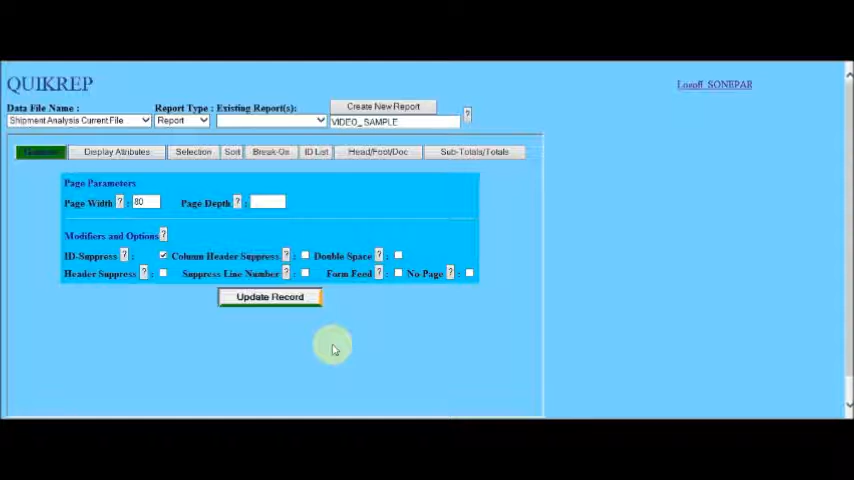 QUIKREP
Logoff SONEPAR
Data File Name : Report Type : Existing Report(s): Create New Report
Shipment Analysis Current File Report VIDEO_SAMPLE ?
Display Attributes Selection Sort Break-On ID List Head/Foot/Doc Sub-Totals/Totals
Page Parameters
Page Width ? : 80 Page Depth ? :
Modifiers and Options ?
ID-Suppress ? : Column Header Suppress ? : Double Space ? :
Header Suppress ? : Suppress Line Number ? : Form Feed ? : No-Page ? :
Update Record